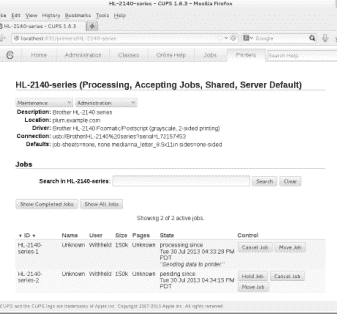 HL-2140-series - CUPS 1.6.3 - Mozilla Firefox
Edit View History Bookmarks Tools Help
HL-2140-series - CUPS 1.6.3
localhost:631/printers/HL-2140-series
Google
Home Administration Classes Online Help Jobs Printers Search Help
HL-2140-series (Processing, Accepting Jobs, Shared, Server Default)
Maintenance Administration
Description: Brother HL-2140 series
Location: plum.example.com
Driver: Brother HL-2140 Foomatic/Postscript (grayscale, 2-sided printing)
Connection: usb://Brother/HL-2140%20series?serial=L7J157453
Defaults: job-sheets=none, none media=na_letter_8.5x11in sides=one-sided
Jobs
Search in HL-2140-series: Search Clear
Show Completed Jobs Show All Jobs
Showing 2 of 2 active jobs.
▼ ID ▼ Name User Size Pages State Control
HL-2140-series-1 Unknown Withheld 150k Unknown processing since Tue 30 Jul 2013 04:33:29 PM PDT "Sending data to printer." Cancel Job Move Job
HL-2140-series-2 Unknown Withheld 150k Unknown pending since Tue 30 Jul 2013 04:34:15 PM PDT Hold Job Cancel Job Move Job
CUPS and the CUPS logo are trademarks of Apple Inc. Copyright 2007-2011 Apple Inc. All rights reserved.